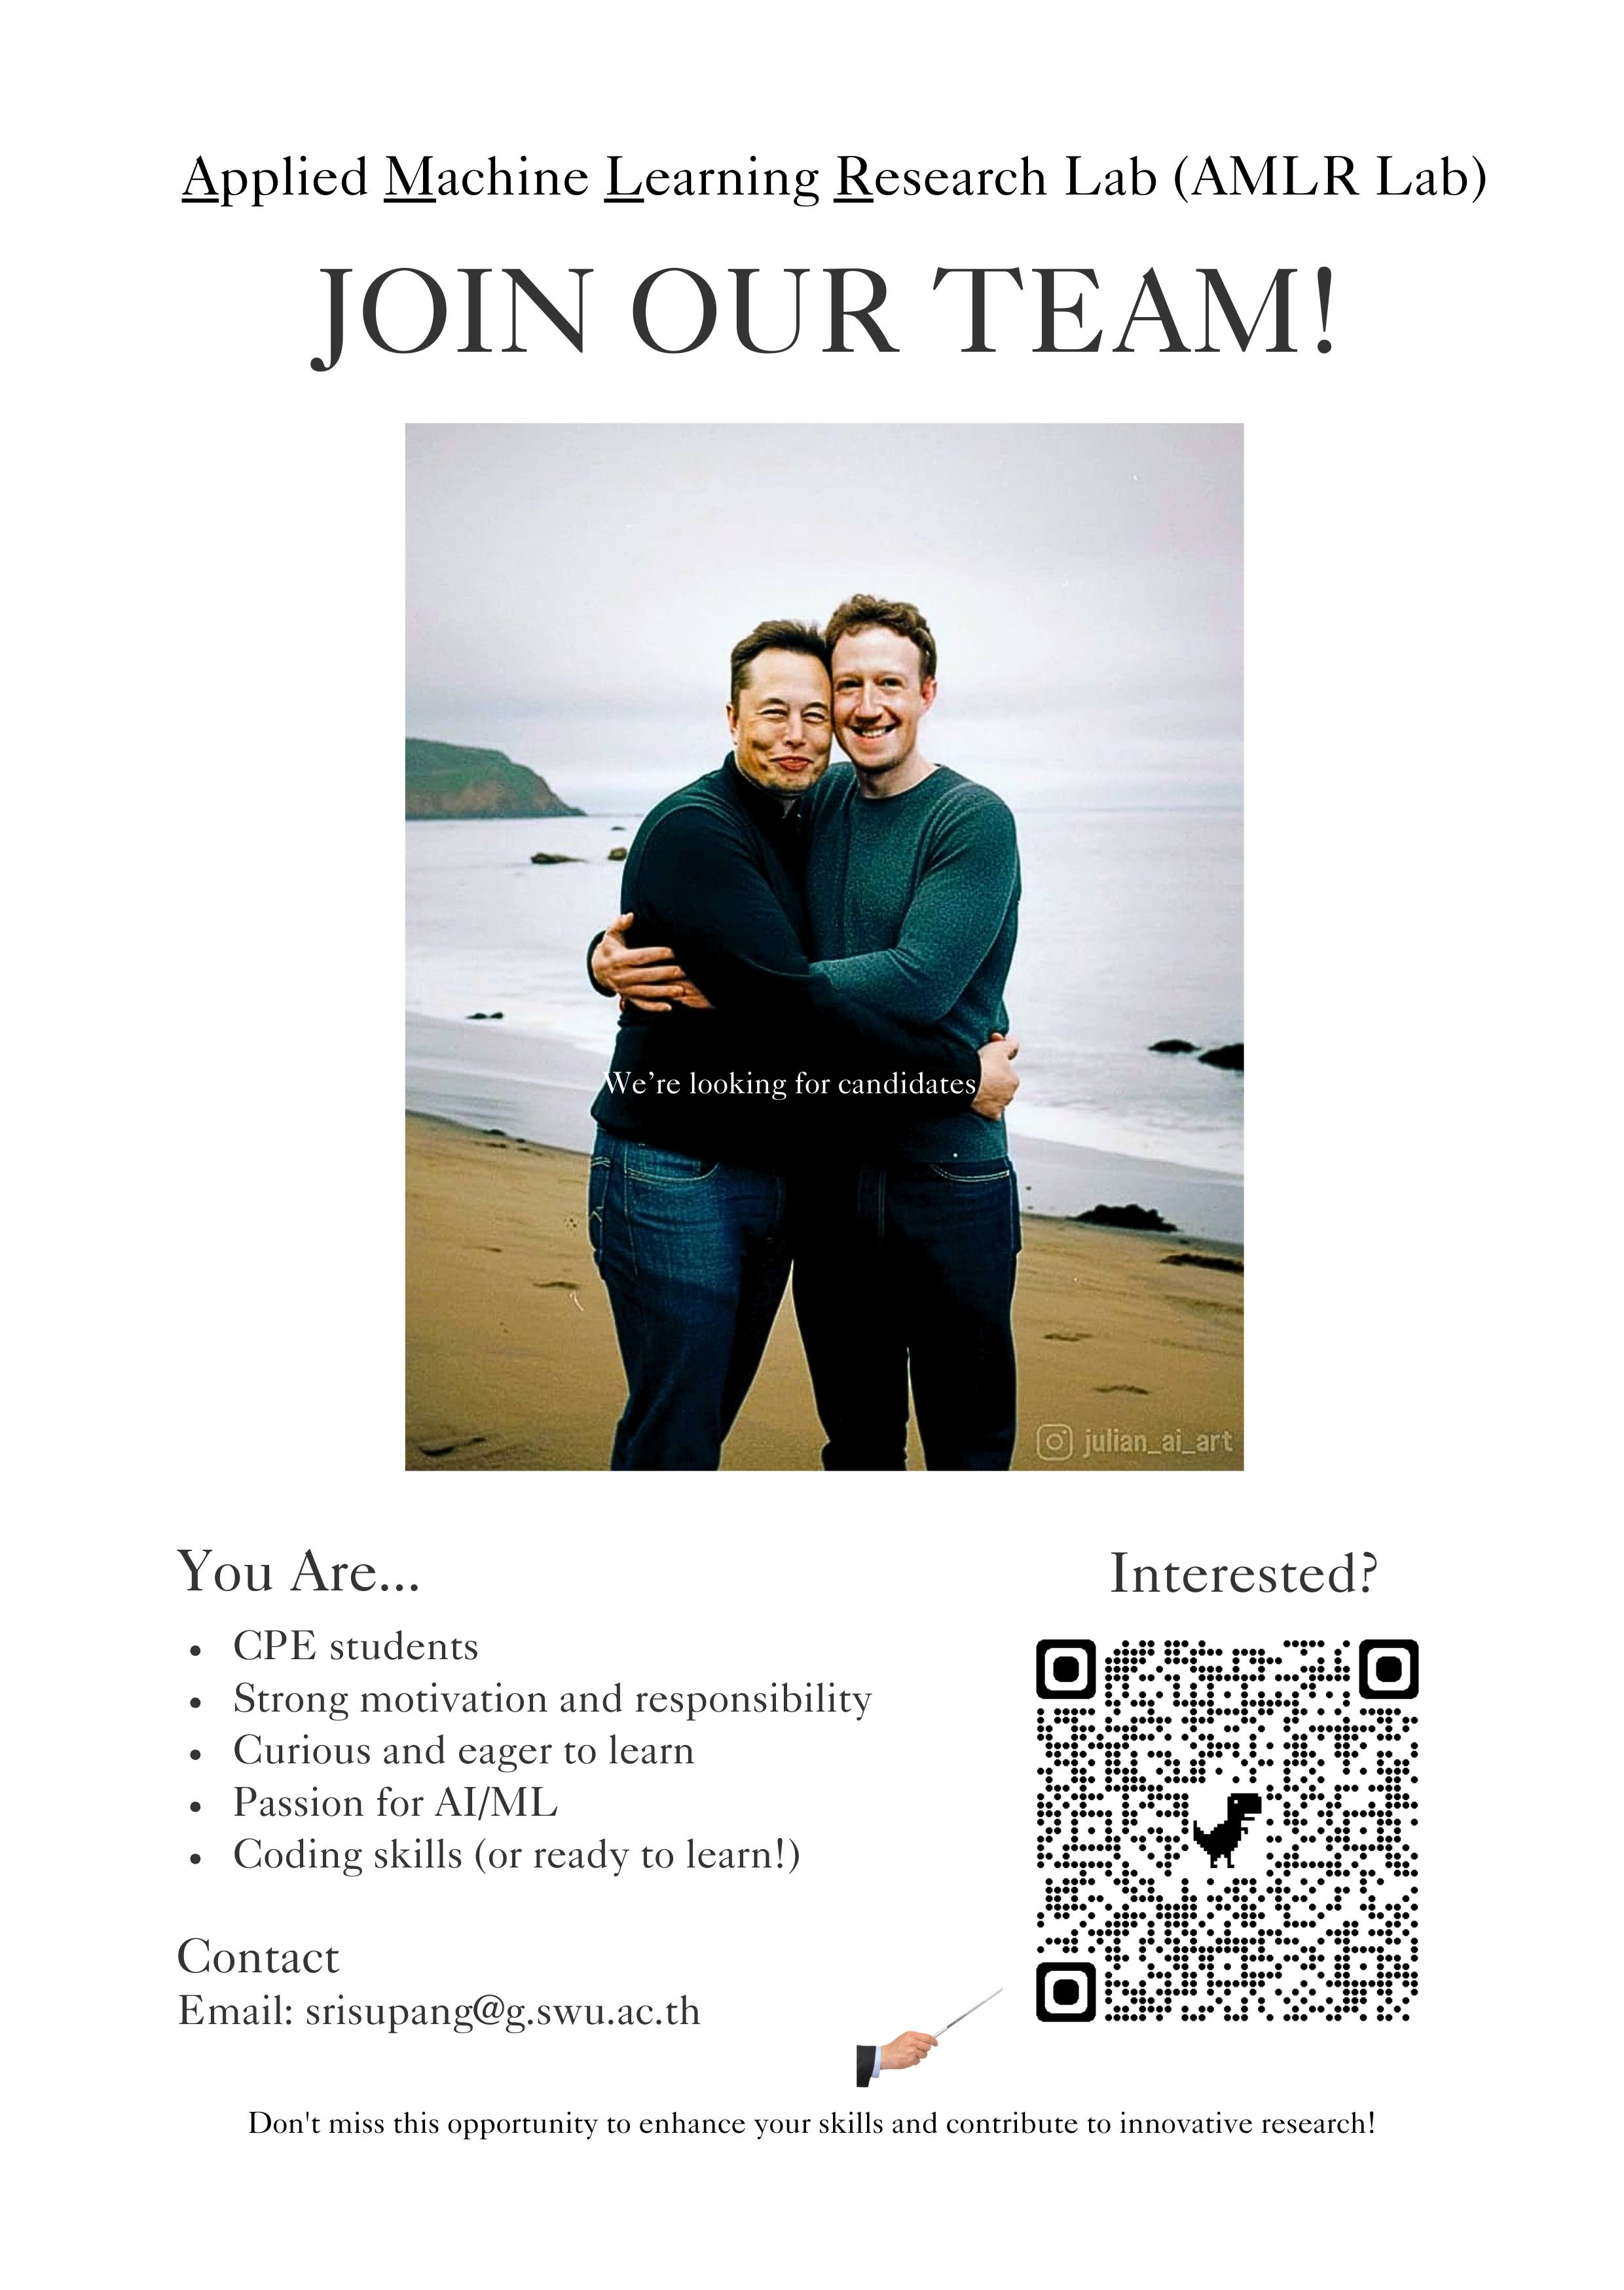 Applied Machine Learning Research Lab (AMLR Lab)
JOIN OUR TEAM!
We’re looking for candidates
julian_ai_art
You Are...
• CPE students
• Strong motivation and responsibility
• Curious and eager to learn
• Passion for AI/ML
• Coding skills (or ready to learn!)
Contact
Email: srisupang@g.swu.ac.th
Interested?
Don't miss this opportunity to enhance your skills and contribute to innovative research!